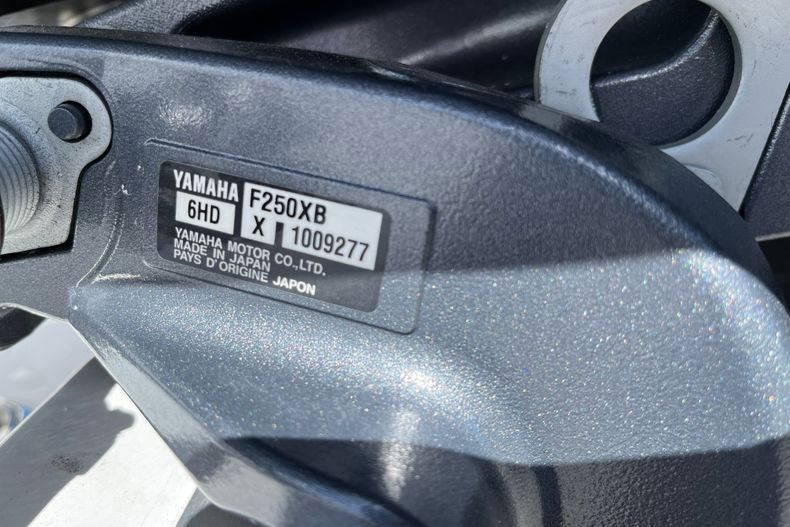 YAMAHA F250XB
6HD X 1009277
YAMAHA MOTOR CO.,LTD.
MADE IN JAPAN
PAYS D'ORIGINE JAPON